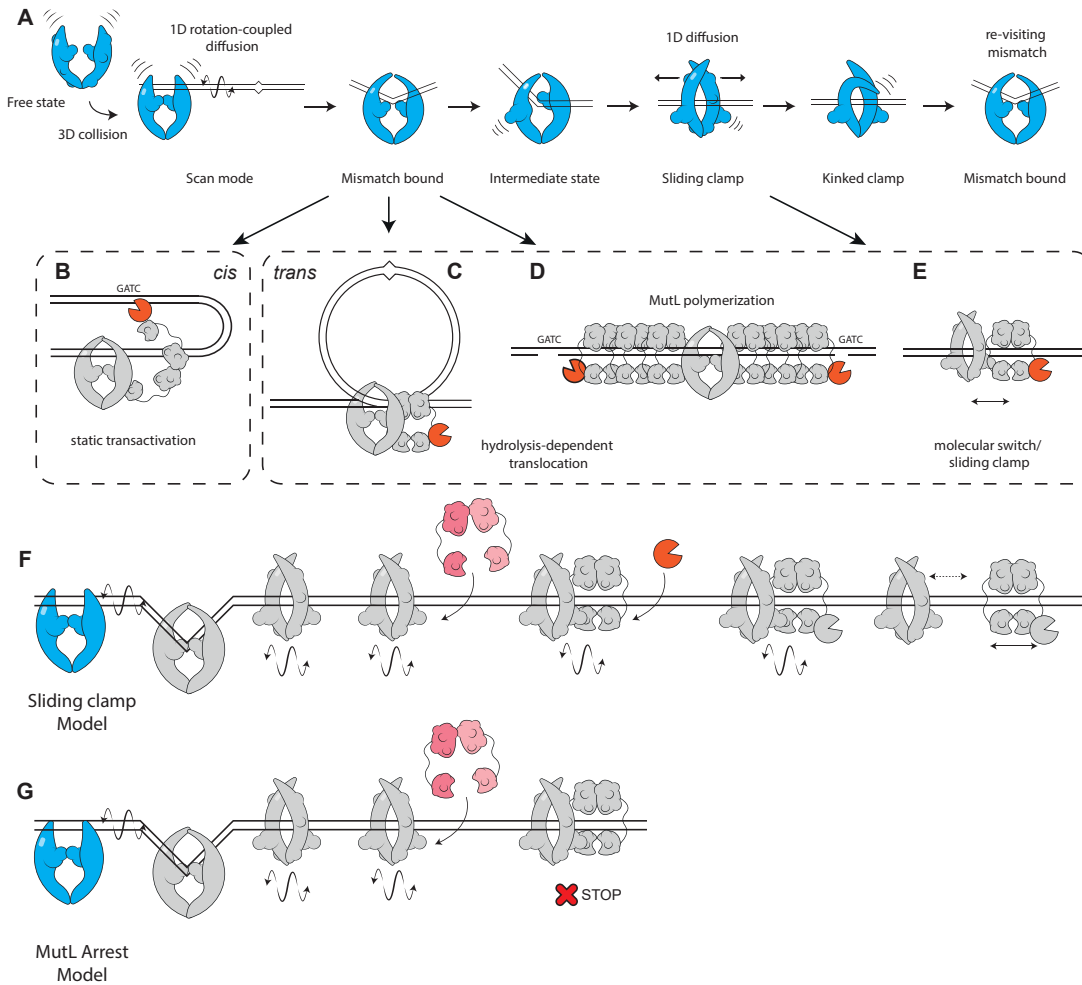 A
1D rotation-coupled
diffusion
1D diffusion
re-visiting
mismatch
Free state
3D collision
Scan mode
Mismatch bound
Intermediate state
Sliding clamp
Kinked clamp
Mismatch bound
B
cis
GATC
static transactivation
trans
C
hydrolysis-dependent
translocation
D
MutL polymerization
GATC
GATC
E
molecular switch/
sliding clamp
F
Sliding clamp
Model
G
STOP
MutL Arrest
Model